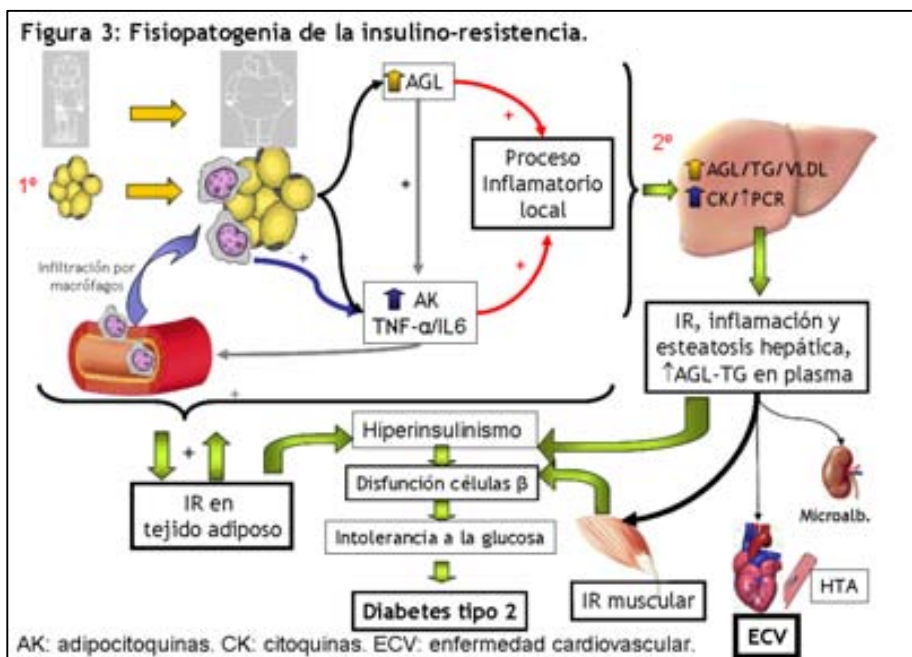 Figura 3: Fisiopatogenia de la insulino-resistencia.
1º
Infiltración por
macrófagos
+
AGL
+
+
Proceso
Inflamatorio
local
+
AK
TNF-α/IL6
+
2º
AGL/TG/VLDL
CK/↑PCR
IR, inflamación y
esteatosis hepática,
↑AGL-TG en plasma
+
IR en
tejido adiposo
Hiperinsulinismo
Disfunción células β
Intolerancia a la glucosa
Diabetes tipo 2
IR muscular
Microalb.
HTA
ECV
AK: adipocitoquinas. CK: citoquinas. ECV: enfermedad cardiovascular.